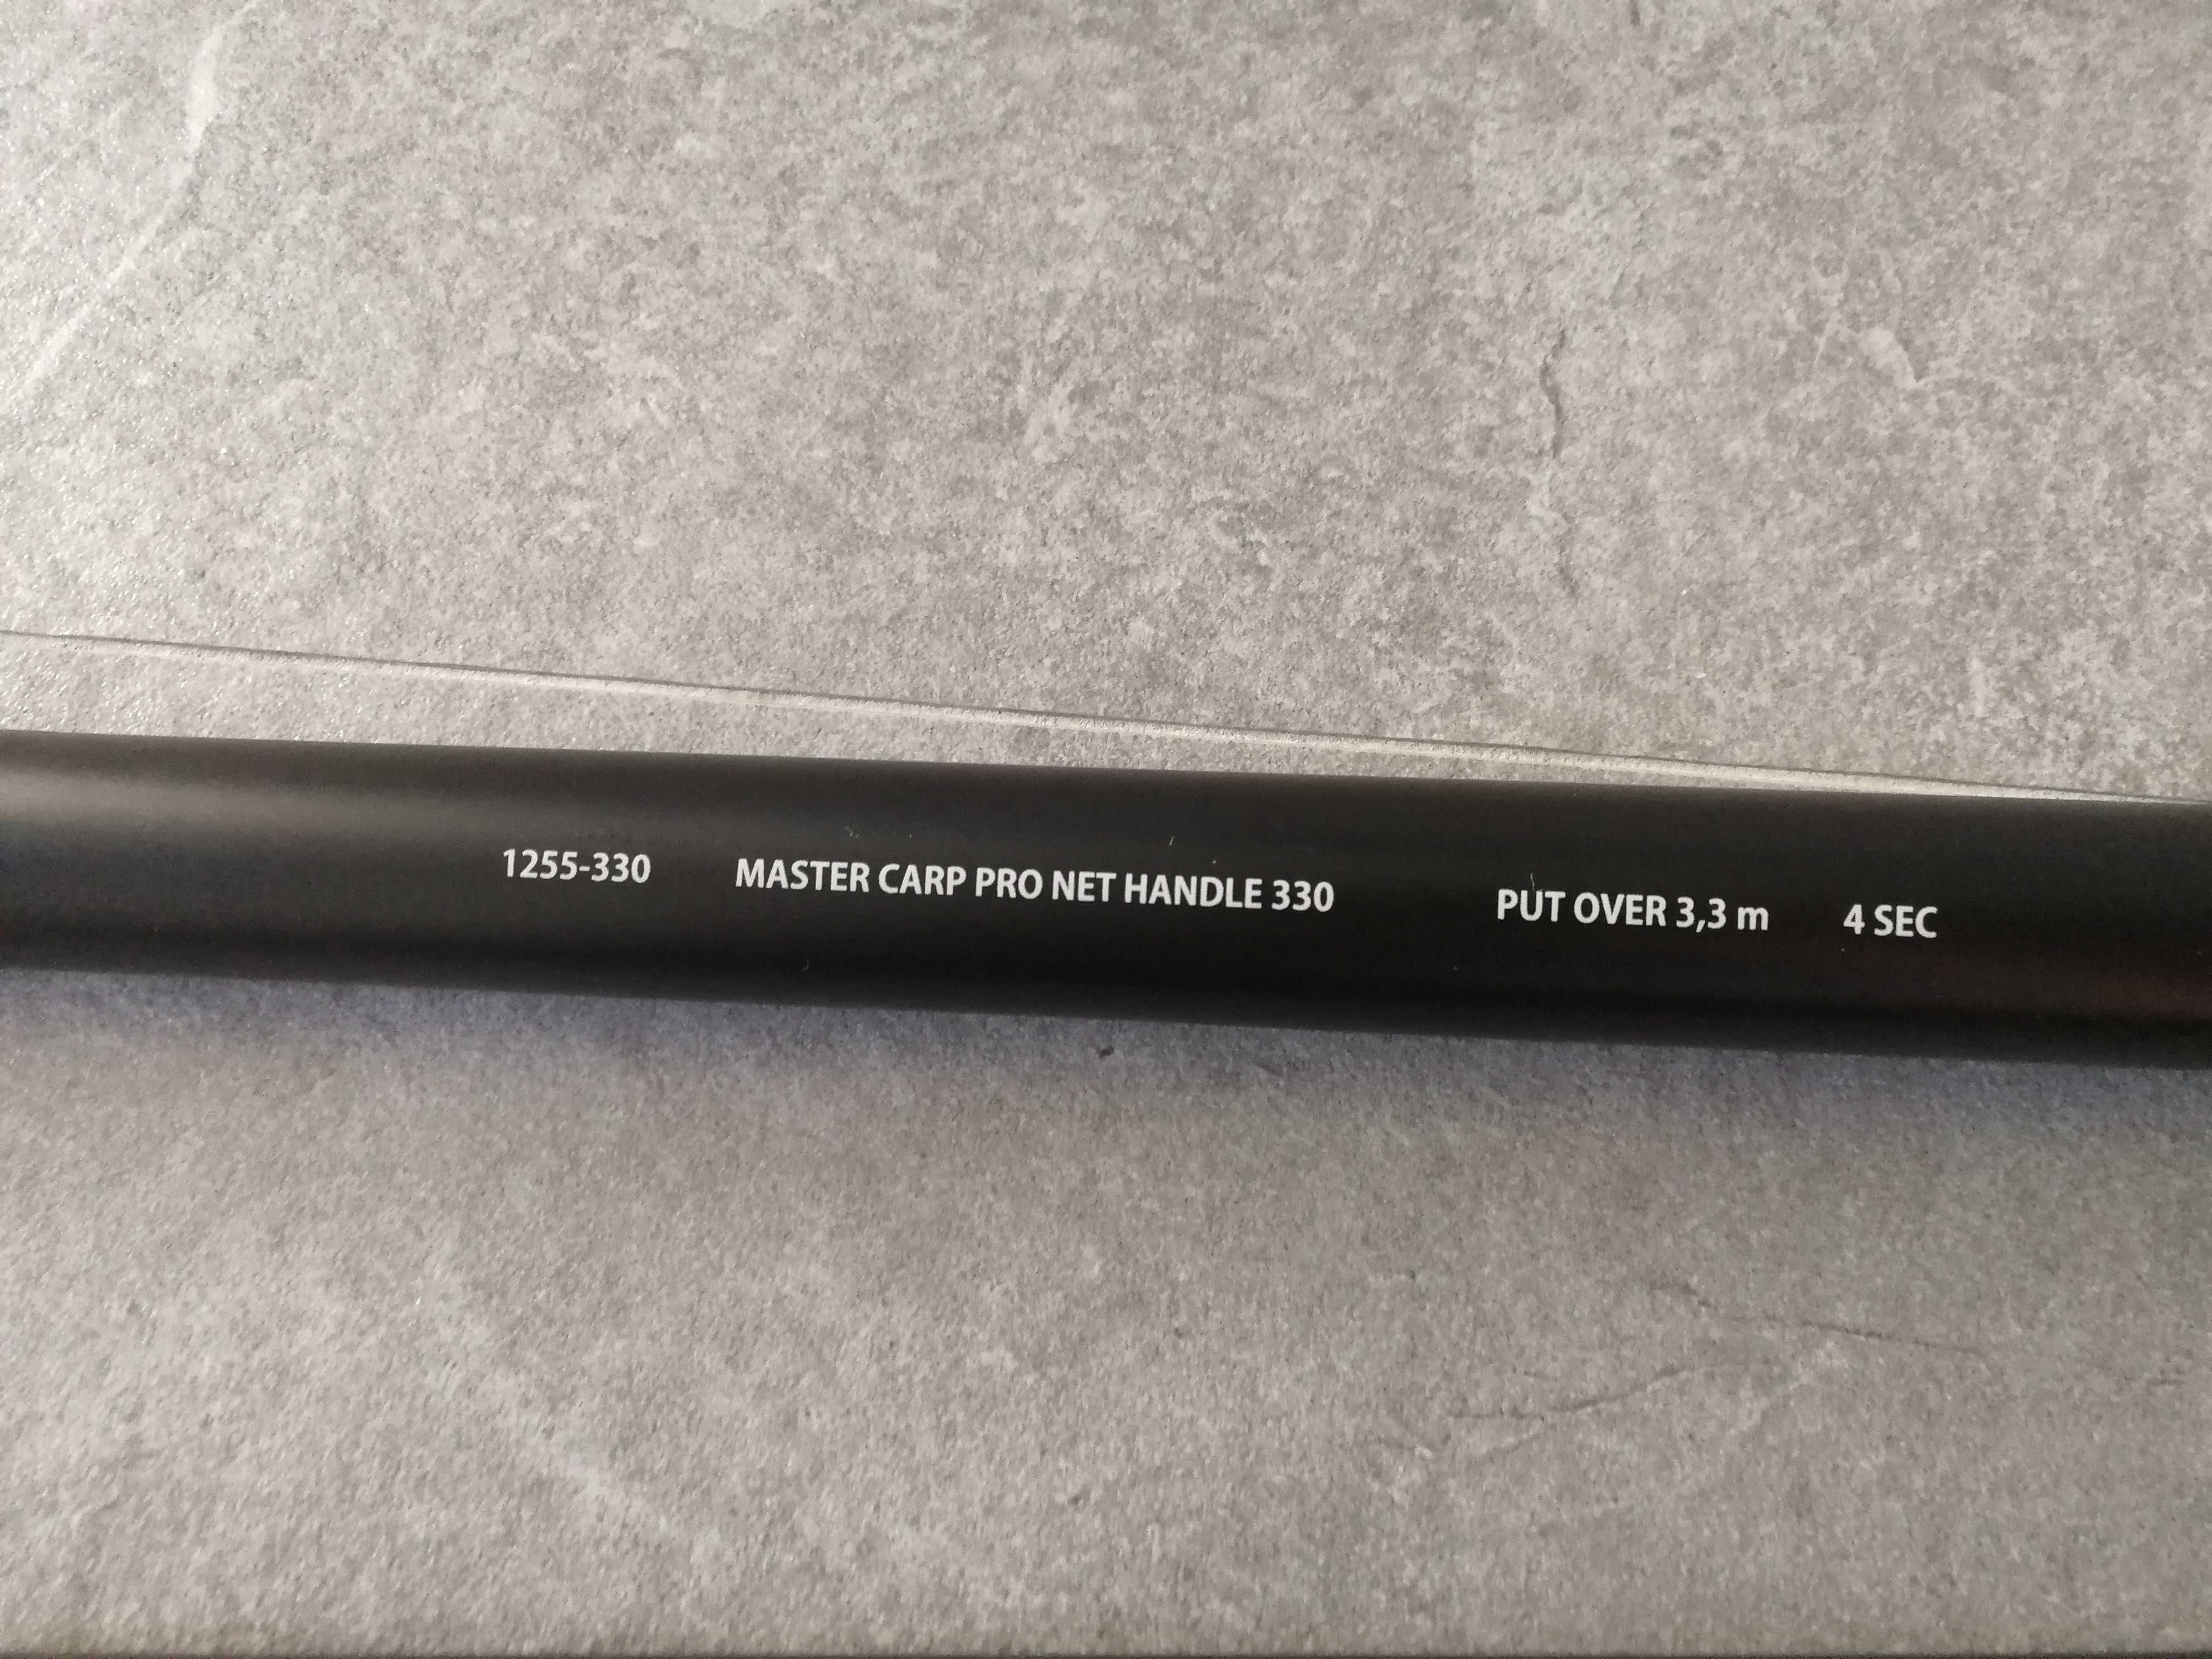 1255-330 MASTER CARP PRO NET HANDLE 330 PUT OVER 3,3 m 4 SEC